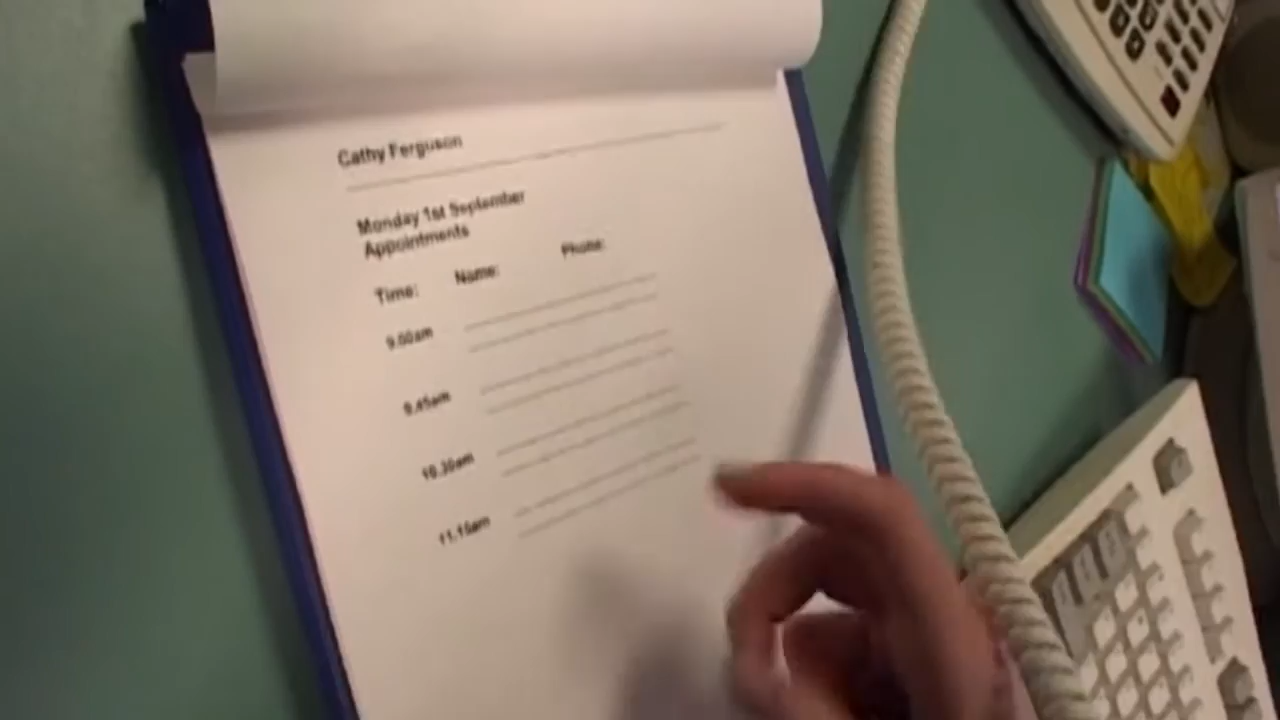 Cathy Ferguson
Monday 1st September
Appointments
Time: Name: Phone:
9.00am
9.45am
10.30am
11.15am